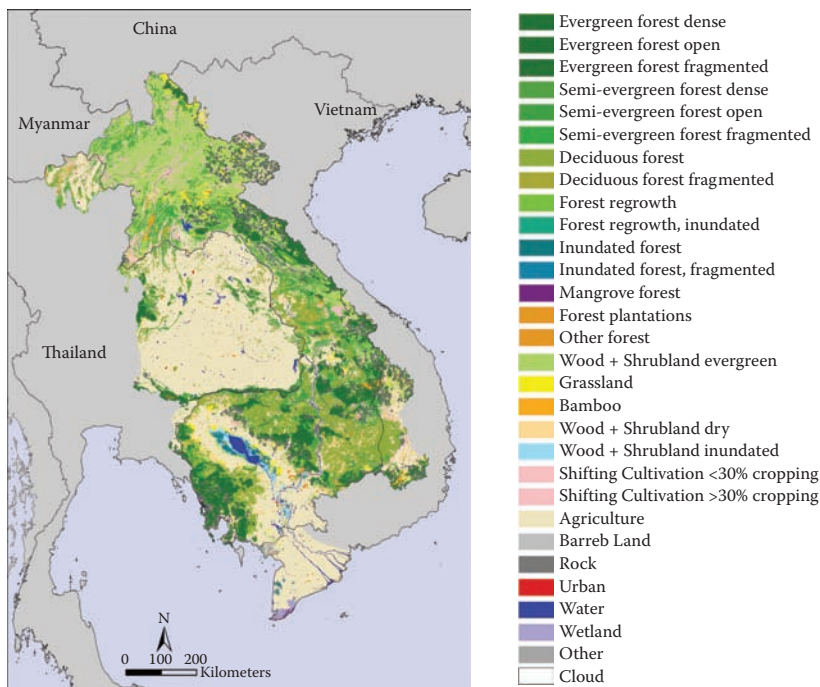 China
Myanmar
Vietnam
Thailand
N
0 100 200
Kilometers
Evergreen forest dense
Evergreen forest open
Evergreen forest fragmented
Semi-evergreen forest dense
Semi-evergreen forest open
Semi-evergreen forest fragmented
Deciduous forest
Deciduous forest fragmented
Forest regrowth
Forest regrowth, inundated
Inundated forest
Inundated forest, fragmented
Mangrove forest
Forest plantations
Other forest
Wood + Shrubland evergreen
Grassland
Bamboo
Wood + Shrubland dry
Wood + Shrubland inundated
Shifting Cultivation <30% cropping
Shifting Cultivation >30% cropping
Agriculture
Barreb Land
Rock
Urban
Water
Wetland
Other
Cloud